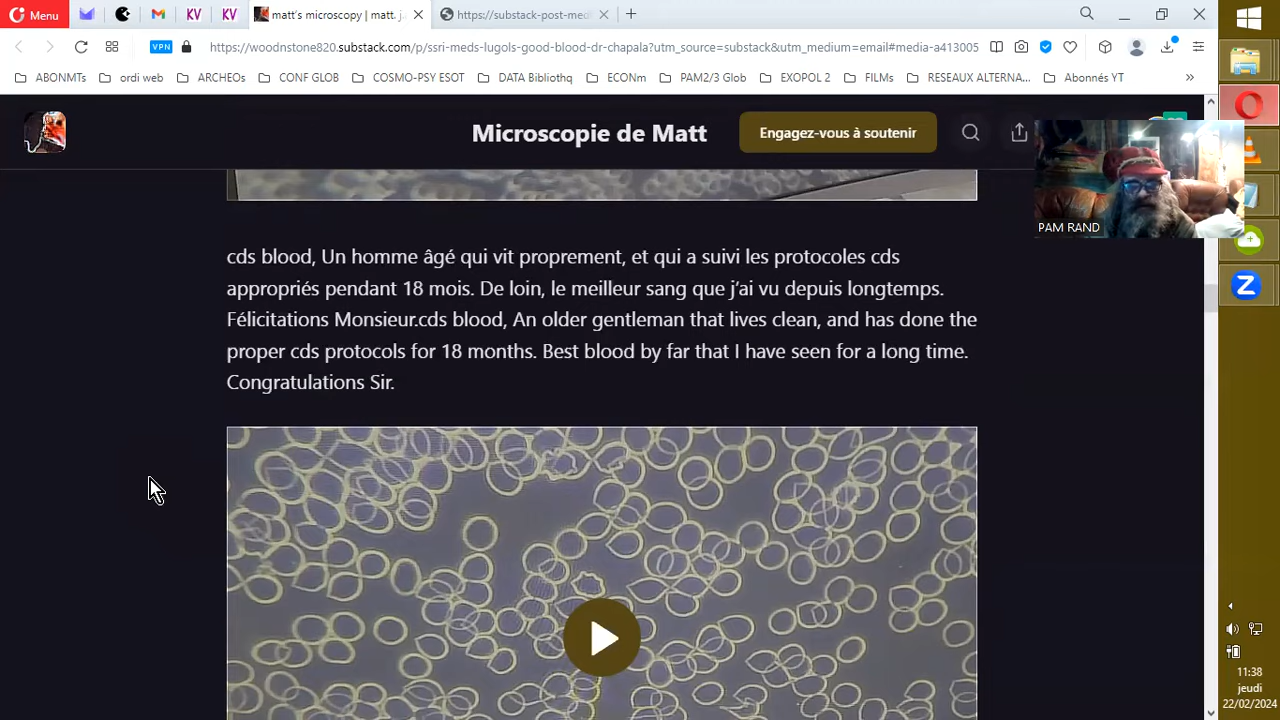 Menu
KV
KV
matt's microscopy | matt. j
https://substack-post-med
VPN
https://woodnstone820.substack.com/p/ssri-meds-lugols-good-blood-dr-chapala?utm_source=substack&utm_medium=email#media-a413005
ABONMTs
ordi web
ARCHEOs
CONF GLOB
COSMO-PSY ESOT
DATA Bibliothq
ECONm
PAM2/3 Glob
EXOPOL 2
FILMs
RESEAUX ALTERNA...
Abonnés YT
»
Microscopie de Matt
Engagez-vous à soutenir
PAM RAND
cds blood, Un homme âgé qui vit proprement, et qui a suivi les protocoles cds
appropriés pendant 18 mois. De loin, le meilleur sang que j'ai vu depuis longtemps.
Félicitations Monsieur.cds blood, An older gentleman that lives clean, and has done the
proper cds protocols for 18 months. Best blood by far that I have seen for a long time.
Congratulations Sir.
Z
11:38
jeudi
22/02/2024